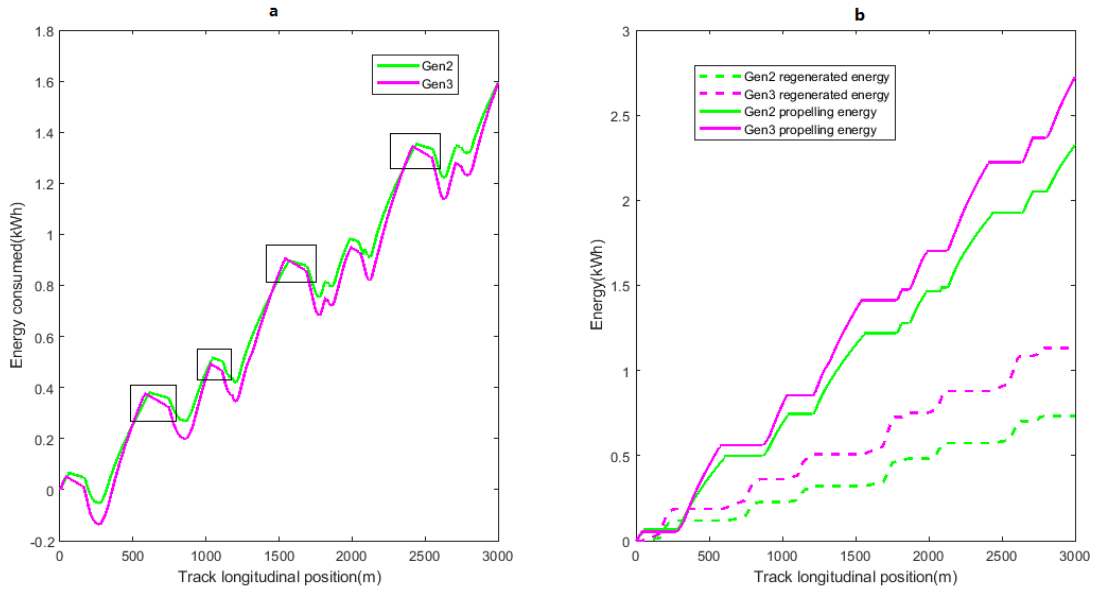 a
1.8
1.6
1.4
1.2
1
0.8
0.6
0.4
0.2
0
-0.2
Energy consumed(kWh)
Gen2
Gen3
0 500 1000 1500 2000 2500 3000
Track longitudinal position(m)
b
3
2.5
2
1.5
1
0.5
0
Energy(kWh)
Gen2 regenerated energy
Gen3 regenerated energy
Gen2 propelling energy
Gen3 propelling energy
0 500 1000 1500 2000 2500 3000
Track longitudinal position(m)